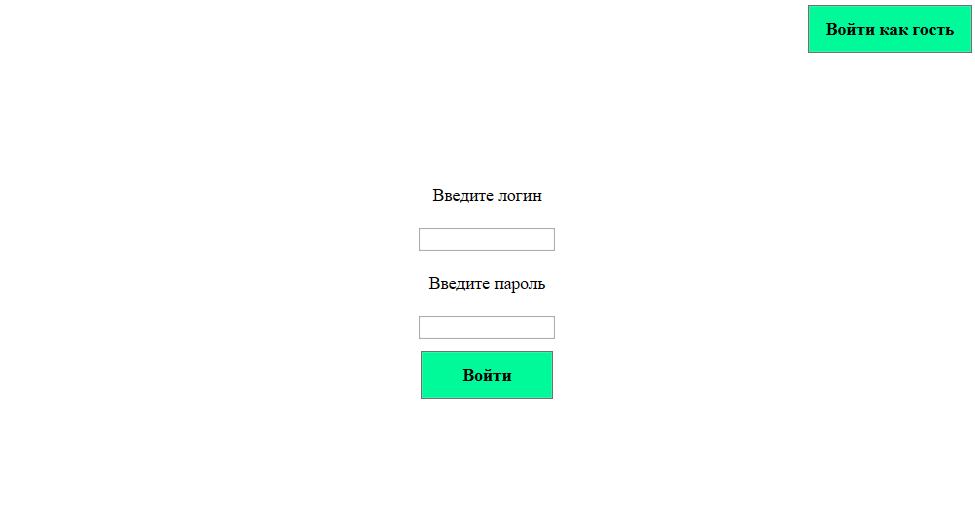 Войти как гость
Введите логин
Введите пароль
Войти